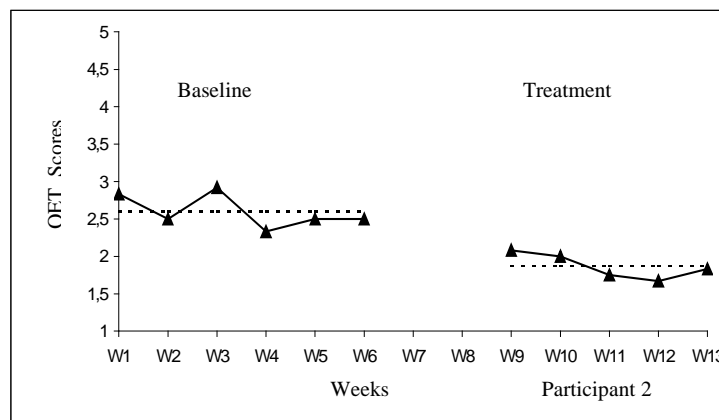 5
4,5
4
3,5
3
2,5
2
1,5
1
OET Scores
Baseline
Treatment
W1 W2 W3 W4 W5 W6 W7 W8 W9 W10 W11 W12 W13
Weeks
Participant 2